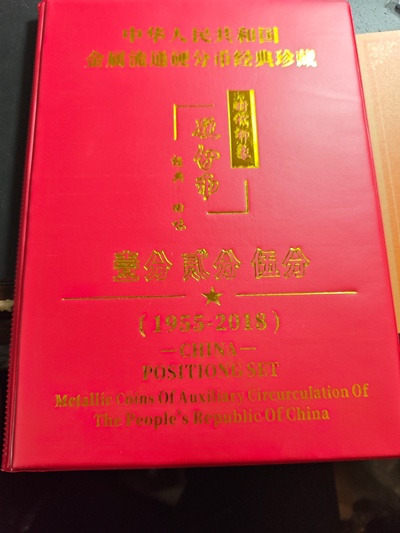 中华人民共和国
金属流通硬分币经典珍藏
壹分 贰分 伍分
(1955-2018)
—CHINA—
POSITIONG SET
Metallic Coins Of Auxiliary Circurculation Of
The People's Republic Of China